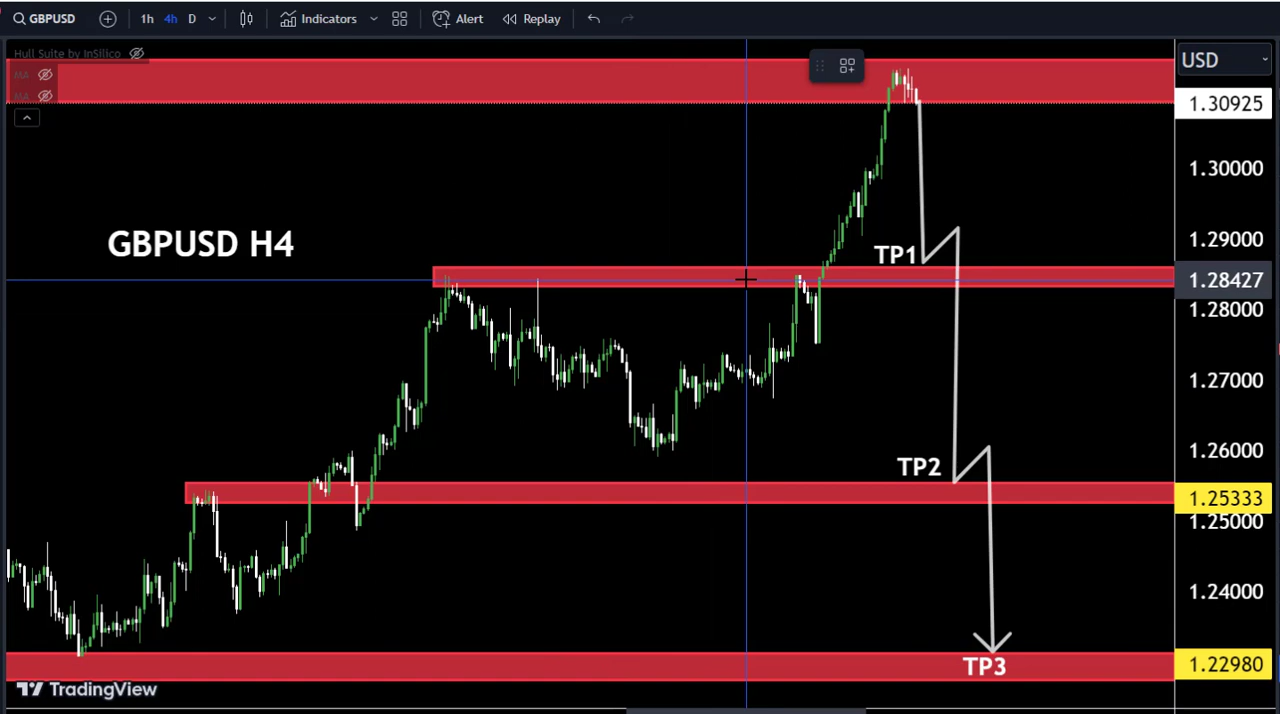 GBPUSD 1h 4h D Indicators Alert Replay
Hull Suite by InSilico
USD
MA
MA
1.30925
1.30000
GBPUSD H4
1.29000
TP1
1.28427
1.28000
1.27000
1.26000
TP2
1.25333
1.25000
1.24000
TP3
1.22980
TradingView